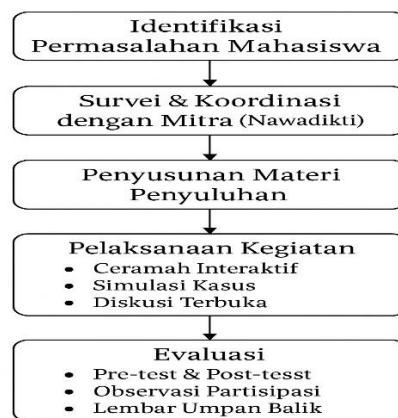 Identifikasi
Permasalahan Mahasiswa
Survei & Koordinasi
dengan Mitra (Nawadikti)
Penyusunan Materi
Penyuluhan
Pelaksanaan Kegiatan
• Ceramah Interaktif
• Simulasi Kasus
• Diskusi Terbuka
Evaluasi
• Pre-test & Post-tesst
• Observasi Partisipasi
• Lembar Umpan Balik